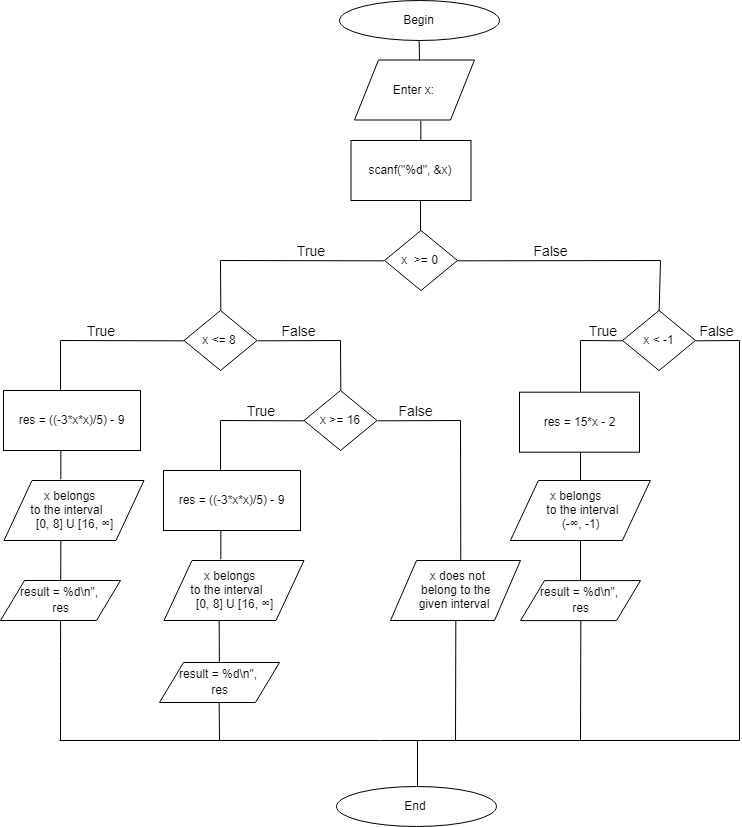 Begin
Enter x:
scanf("%d", &x)
x >= 0
True
False
x <= 8
x < -1
True
False
True
False
res = ((-3*x*x)/5) - 9
x >= 16
res = 15*x - 2
True
False
x belongs
to the interval
[0, 8] U [16, ∞]
res = ((-3*x*x)/5) - 9
x belongs
to the interval
(-∞, -1)
result = %d\n",
res
x belongs
to the interval
[0, 8] U [16, ∞]
x does not
belong to the
given interval
result = %d\n",
res
result = %d\n",
res
End